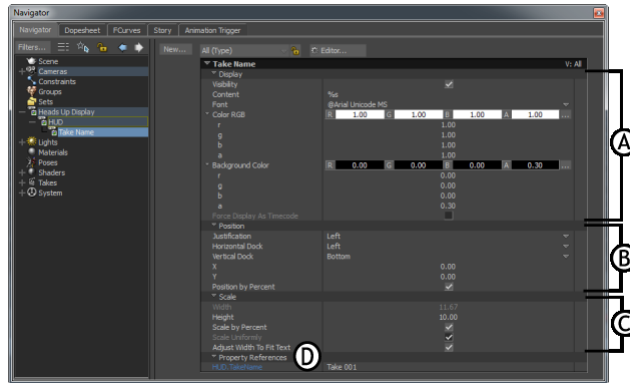 Navigator
Navigator Dopesheet FCurves Story Animation Trigger
Filters... New... All (Type) Editor...
Scene
Cameras
Constraints
Groups
Sets
Heads Up Display
HUD
Take Name
Lights
Materials
Poses
Shaders
Takes
System
Take Name V: All
Display
Visibility
Content %s
Font @Arial Unicode MS
Color RGB R 1.00 G 1.00 B 1.00 A 1.00 ...
r 1.00
g 1.00
b 1.00
a 1.00
Background Color R 0.00 G 0.00 B 0.00 A 0.30 ...
r 0.00
g 0.00
b 0.00
a 0.30
Force Display As Timecode
A
Position
Justification Left
Horizontal Dock Left
Vertical Dock Bottom
X 0.00
Y 0.00
Position by Percent
B
Scale
Width 11.67
Height 10.00
Scale by Percent
Scale Uniformly
Adjust Width To Fit Text
C
Property References D
HUD.TakeName Take 001